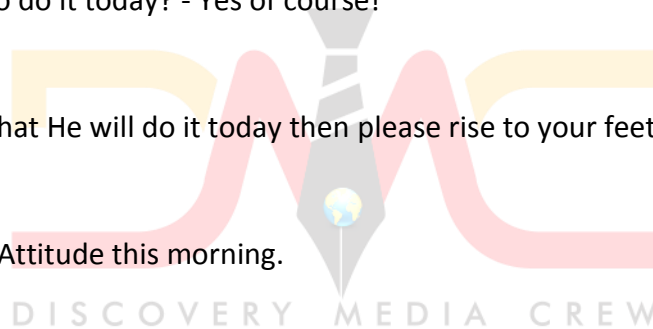 do it today? - Yes of course!
hat He will do it today then please rise to your feet
Attitude this morning.
DISCOVERY MEDIA CREW